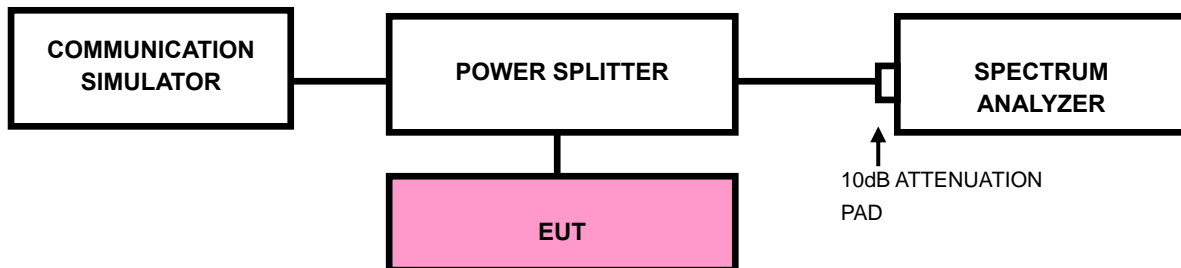 COMMUNICATION
SIMULATOR
POWER SPLITTER
SPECTRUM
ANALYZER
10dB ATTENUATION
PAD
EUT